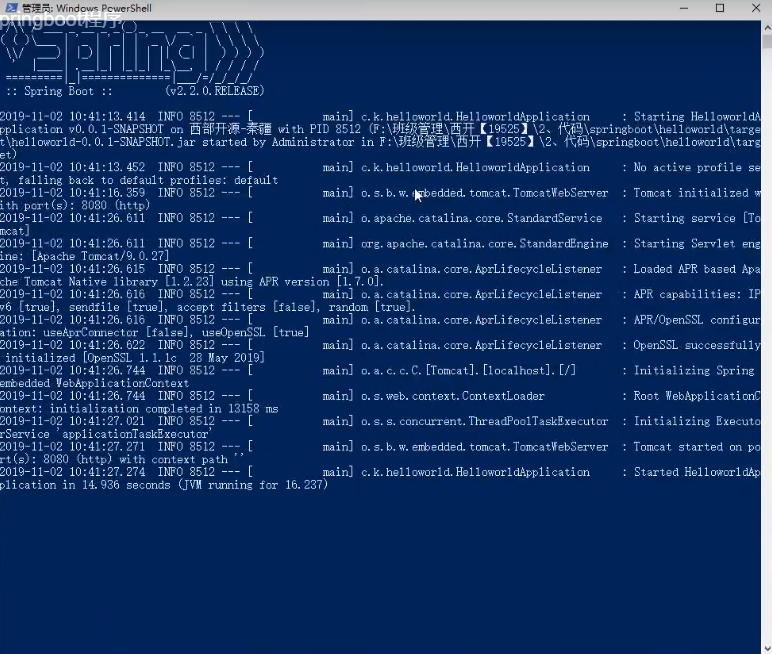 管理员: Windows PowerShell
pringboot程序
:: Spring Boot ::        (v2.2.0.RELEASE)
2019-11-02 10:41:13.414  INFO 8512 --- [           main] c.k.helloworld.HelloworldApplication     : Starting HelloworldA
pplication v0.0.1-SNAPSHOT on 西部开源-秦疆 with PID 8512 (F:\班级管理\西开【19525】\2、代码\springboot\helloworld\targe
t\helloworld-0.0.1-SNAPSHOT.jar started by Administrator in F:\班级管理\西开【19525】\2、代码\springboot\helloworld\targ
et)
2019-11-02 10:41:13.452  INFO 8512 --- [           main] c.k.helloworld.HelloworldApplication     : No active profile se
t, falling back to default profiles: default
2019-11-02 10:41:16.359  INFO 8512 --- [           main] o.s.b.w.embedded.tomcat.TomcatWebServer  : Tomcat initialized w
ith port(s): 8080 (http)
2019-11-02 10:41:26.611  INFO 8512 --- [           main] o.apache.catalina.core.StandardService   : Starting service [To
mcat]
2019-11-02 10:41:26.611  INFO 8512 --- [           main] org.apache.catalina.core.StandardEngine  : Starting Servlet eng
ine: [Apache Tomcat/9.0.27]
2019-11-02 10:41:26.615  INFO 8512 --- [           main] o.a.catalina.core.AprLifecycleListener   : Loaded APR based Apa
che Tomcat Native library [1.2.23] using APR version [1.7.0].
2019-11-02 10:41:26.616  INFO 8512 --- [           main] o.a.catalina.core.AprLifecycleListener   : APR capabilities: IP
v6 [true], sendfile [true], accept filters [false], random [true].
2019-11-02 10:41:26.616  INFO 8512 --- [           main] o.a.catalina.core.AprLifecycleListener   : APR/OpenSSL configur
ation: useAprConnector [false], useOpenSSL [true]
2019-11-02 10:41:26.622  INFO 8512 --- [           main] o.a.catalina.core.AprLifecycleListener   : OpenSSL successfully
initialized [OpenSSL 1.1.1c  28 May 2019]
2019-11-02 10:41:26.744  INFO 8512 --- [           main] o.a.c.c.C.[Tomcat].[localhost].[/]       : Initializing Spring
embedded WebApplicationContext
2019-11-02 10:41:26.744  INFO 8512 --- [           main] o.s.web.context.ContextLoader            : Root WebApplicationC
ontext: initialization completed in 13158 ms
2019-11-02 10:41:27.021  INFO 8512 --- [           main] o.s.s.concurrent.ThreadPoolTaskExecutor  : Initializing Executo
rService 'applicationTaskExecutor'
2019-11-02 10:41:27.271  INFO 8512 --- [           main] o.s.b.w.embedded.tomcat.TomcatWebServer  : Tomcat started on po
rt(s): 8080 (http) with context path ''
2019-11-02 10:41:27.274  INFO 8512 --- [           main] c.k.helloworld.HelloworldApplication     : Started HelloworldAp
plication in 14.936 seconds (JVM running for 16.237)